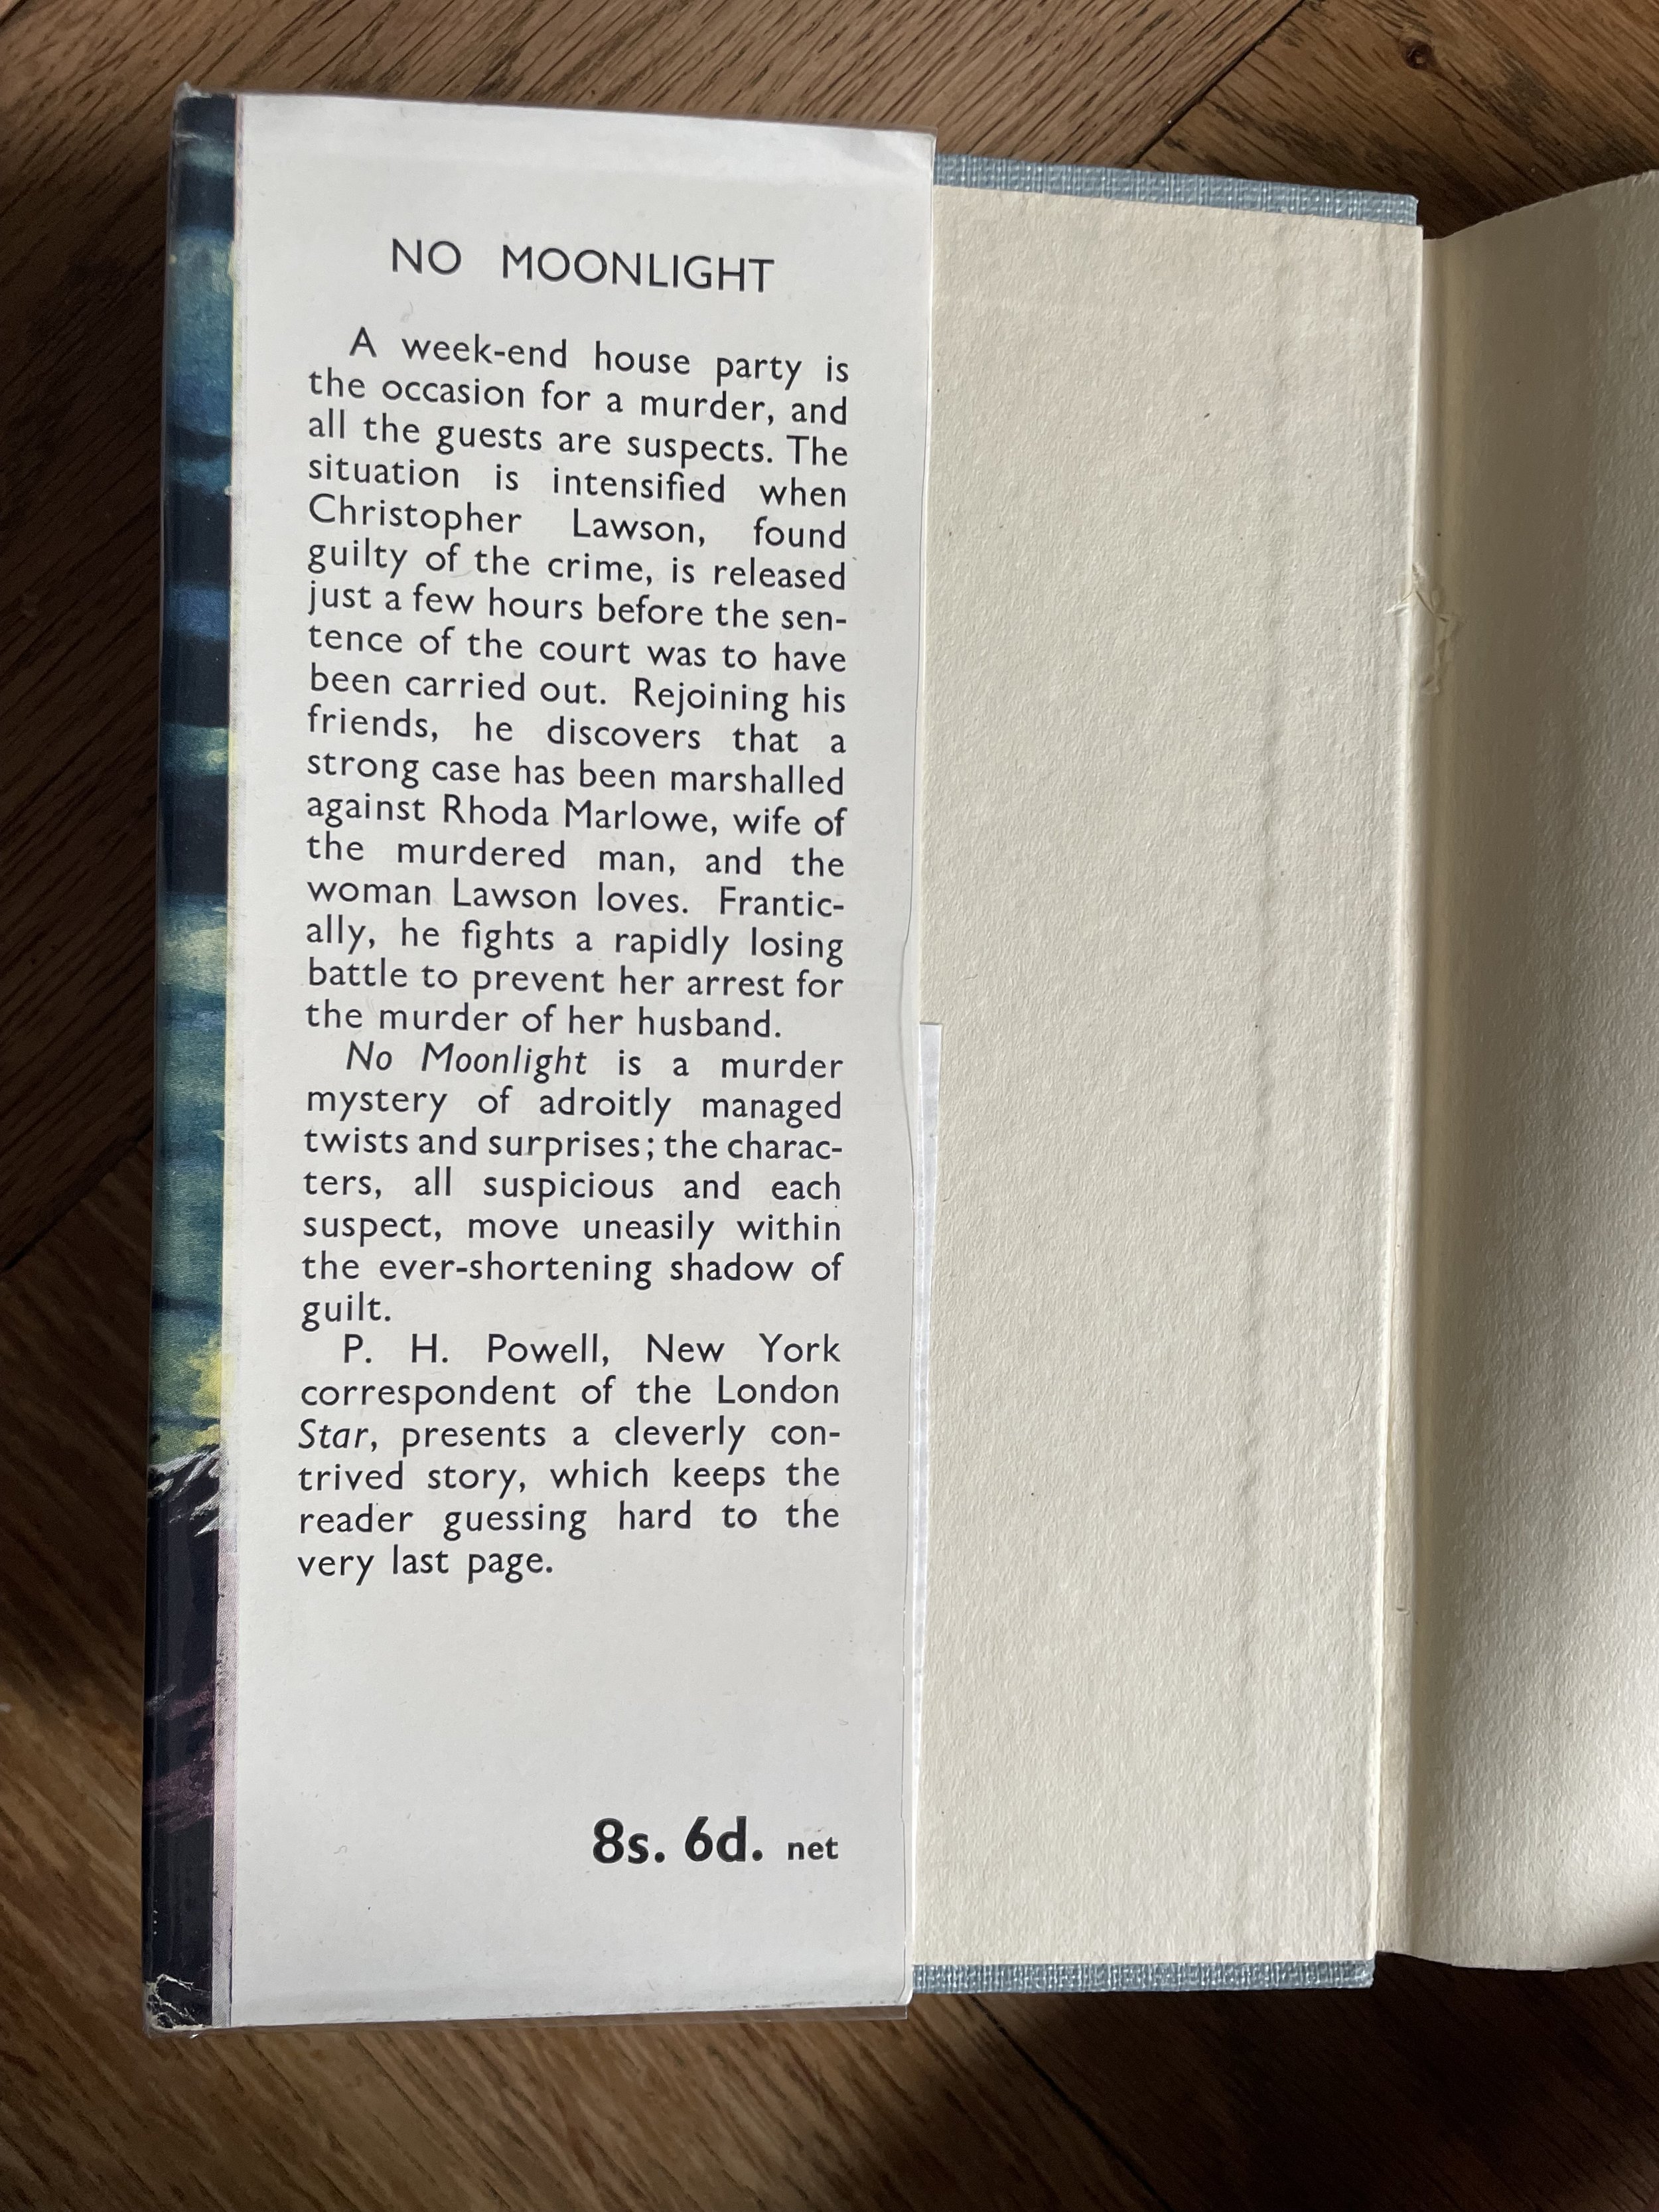 NO MOONLIGHT
A week-end house party is
the occasion for a murder, and
all the guests are suspects. The
situation is intensified when
Christopher Lawson, found
guilty of the crime, is released
just a few hours before the sen-
tence of the court was to have
been carried out. Rejoining his
friends, he discovers that a
strong case has been marshalled
against Rhoda Marlowe, wife of
the murdered man, and the
woman Lawson loves. Frantic-
ally, he fights a rapidly losing
battle to prevent her arrest for
the murder of her husband.
No Moonlight is a murder
mystery of adroitly managed
twists and surprises; the charac-
ters, all suspicious and each
suspect, move uneasily within
the ever-shortening shadow of
guilt.
P. H. Powell, New York
correspondent of the London
Star, presents a cleverly con-
trived story, which keeps the
reader guessing hard to the
very last page.
8s. 6d. net